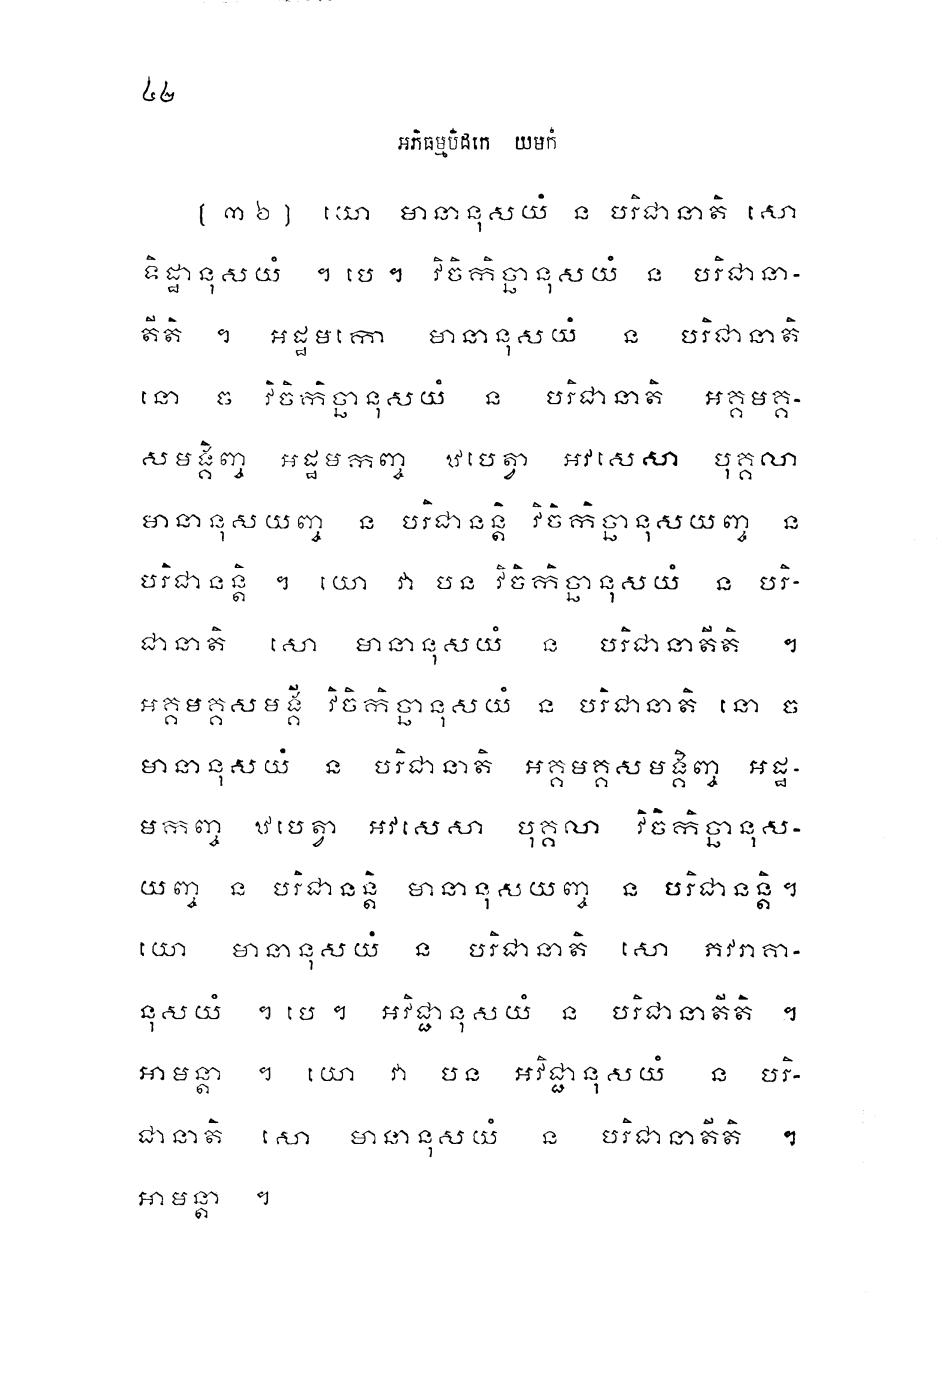 ៤២
អភិធម្មបិដកេ យមកំ
(៣៦) យោ មានានុសយំ ន បរិជានាតិ សោ
ទិដ្ឋានុសយំ ។ បេ ។ វិចិកិច្ឆានុសយំ ន បរិជានា-
តីតិ ។ អដ្ឋមកោ មានានុសយំ ន បរិជានាតិ
នោ ច វិចិកិច្ឆានុសយំ ន បរិជានាតិ អគ្គមគ្គ-
សមង្គិញ្ច អដ្ឋមកញ្ច ឋបេត្វា អវសេសា បុគ្គលា
មានានុសយញ្ច ន បរិជានន្តិ វិចិកិច្ឆានុសយញ្ច ន
បរិជានន្តិ ។ យោ វា បន វិចិកិច្ឆានុសយំ ន បរិ-
ជានាតិ សោ មានានុសយំ ន បរិជានាតីតិ ។
អគ្គមគ្គសមង្គី វិចិកិច្ឆានុសយំ ន បរិជានាតិ នោ ច
មានានុសយំ ន បរិជានាតិ អគ្គមគ្គសមង្គិញ្ច អដ្ឋ-
មកញ្ច ឋបេត្វា អវសេសា បុគ្គលា វិចិកិច្ឆានុស-
យញ្ច ន បរិជានន្តិ មានានុសយញ្ច ន បរិជានន្តិ ។
យោ មានានុសយំ ន បរិជានាតិ សោ ភវរាគា-
នុសយំ ។ បេ ។ អវិជ្ជានុសយំ ន បរិជានាតីតិ ។
អាមន្តា ។ យោ វា បន អវិជ្ជានុសយំ ន បរិ-
ជានាតិ សោ មានានុសយំ ន បរិជានាតីតិ ។
អាមន្តា ។